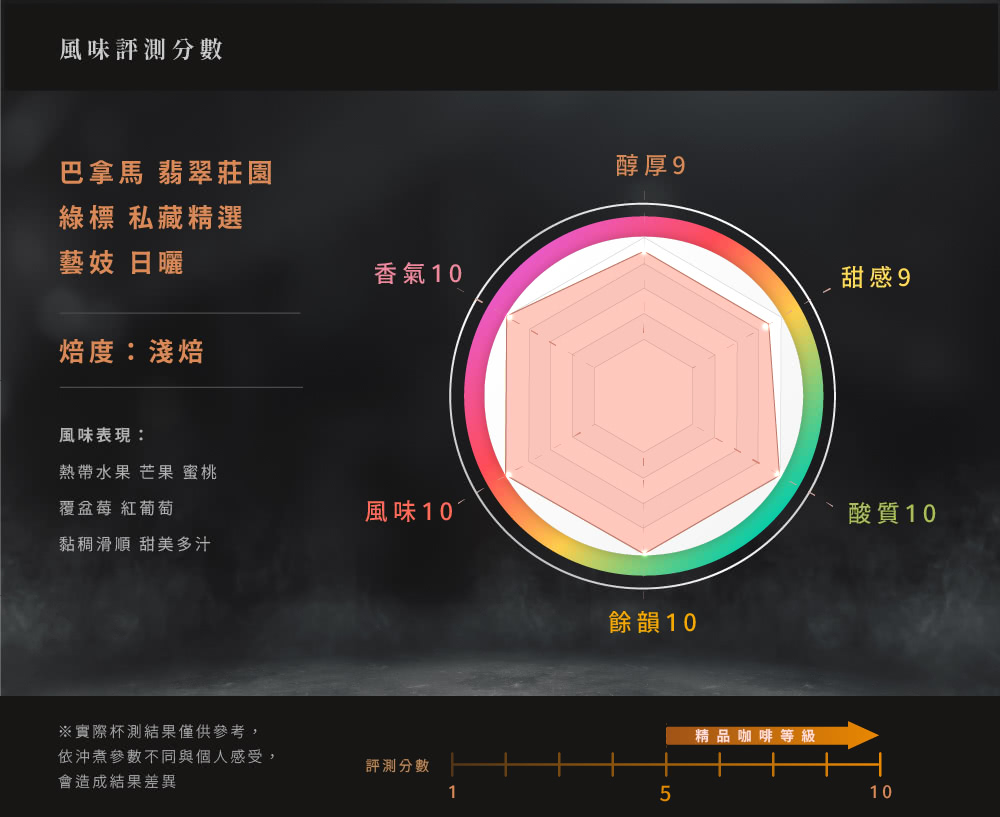 風味評測分數
巴拿馬 翡翠莊園
綠標 私藏精選
藝妓 日曬
焙度：淺焙
風味表現：
熱帶水果 芒果 蜜桃
覆盆莓 紅葡萄
黏稠滑順 甜美多汁
醇厚9
香氣10
甜感9
風味10
酸質10
餘韻10
※實際杯測結果僅供參考，
依沖煮參數不同與個人感受，
會造成結果差異
精品咖啡等級
評測分數
1 5 10